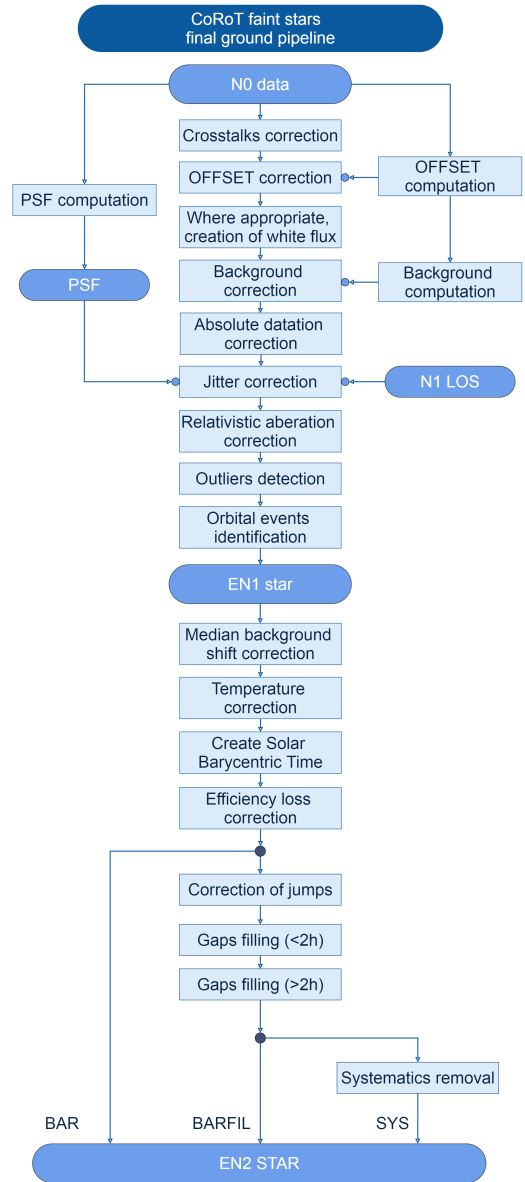 CoRoT faint stars
final ground pipeline
N0 data
Crosstalks correction
OFFSET correction
OFFSET
computation
PSF computation
Where appropriate,
creation of white flux
PSF
Background
correction
Background
computation
Absolute datation
correction
Jitter correction
N1 LOS
Relativistic aberation
correction
Outliers detection
Orbital events
identification
EN1 star
Median background
shift correction
Temperature
correction
Create Solar
Barycentric Time
Efficiency loss
correction
Correction of jumps
Gaps filling (<2h)
Gaps filling (>2h)
Systematics removal
BAR
BARFIL
SYS
EN2 STAR